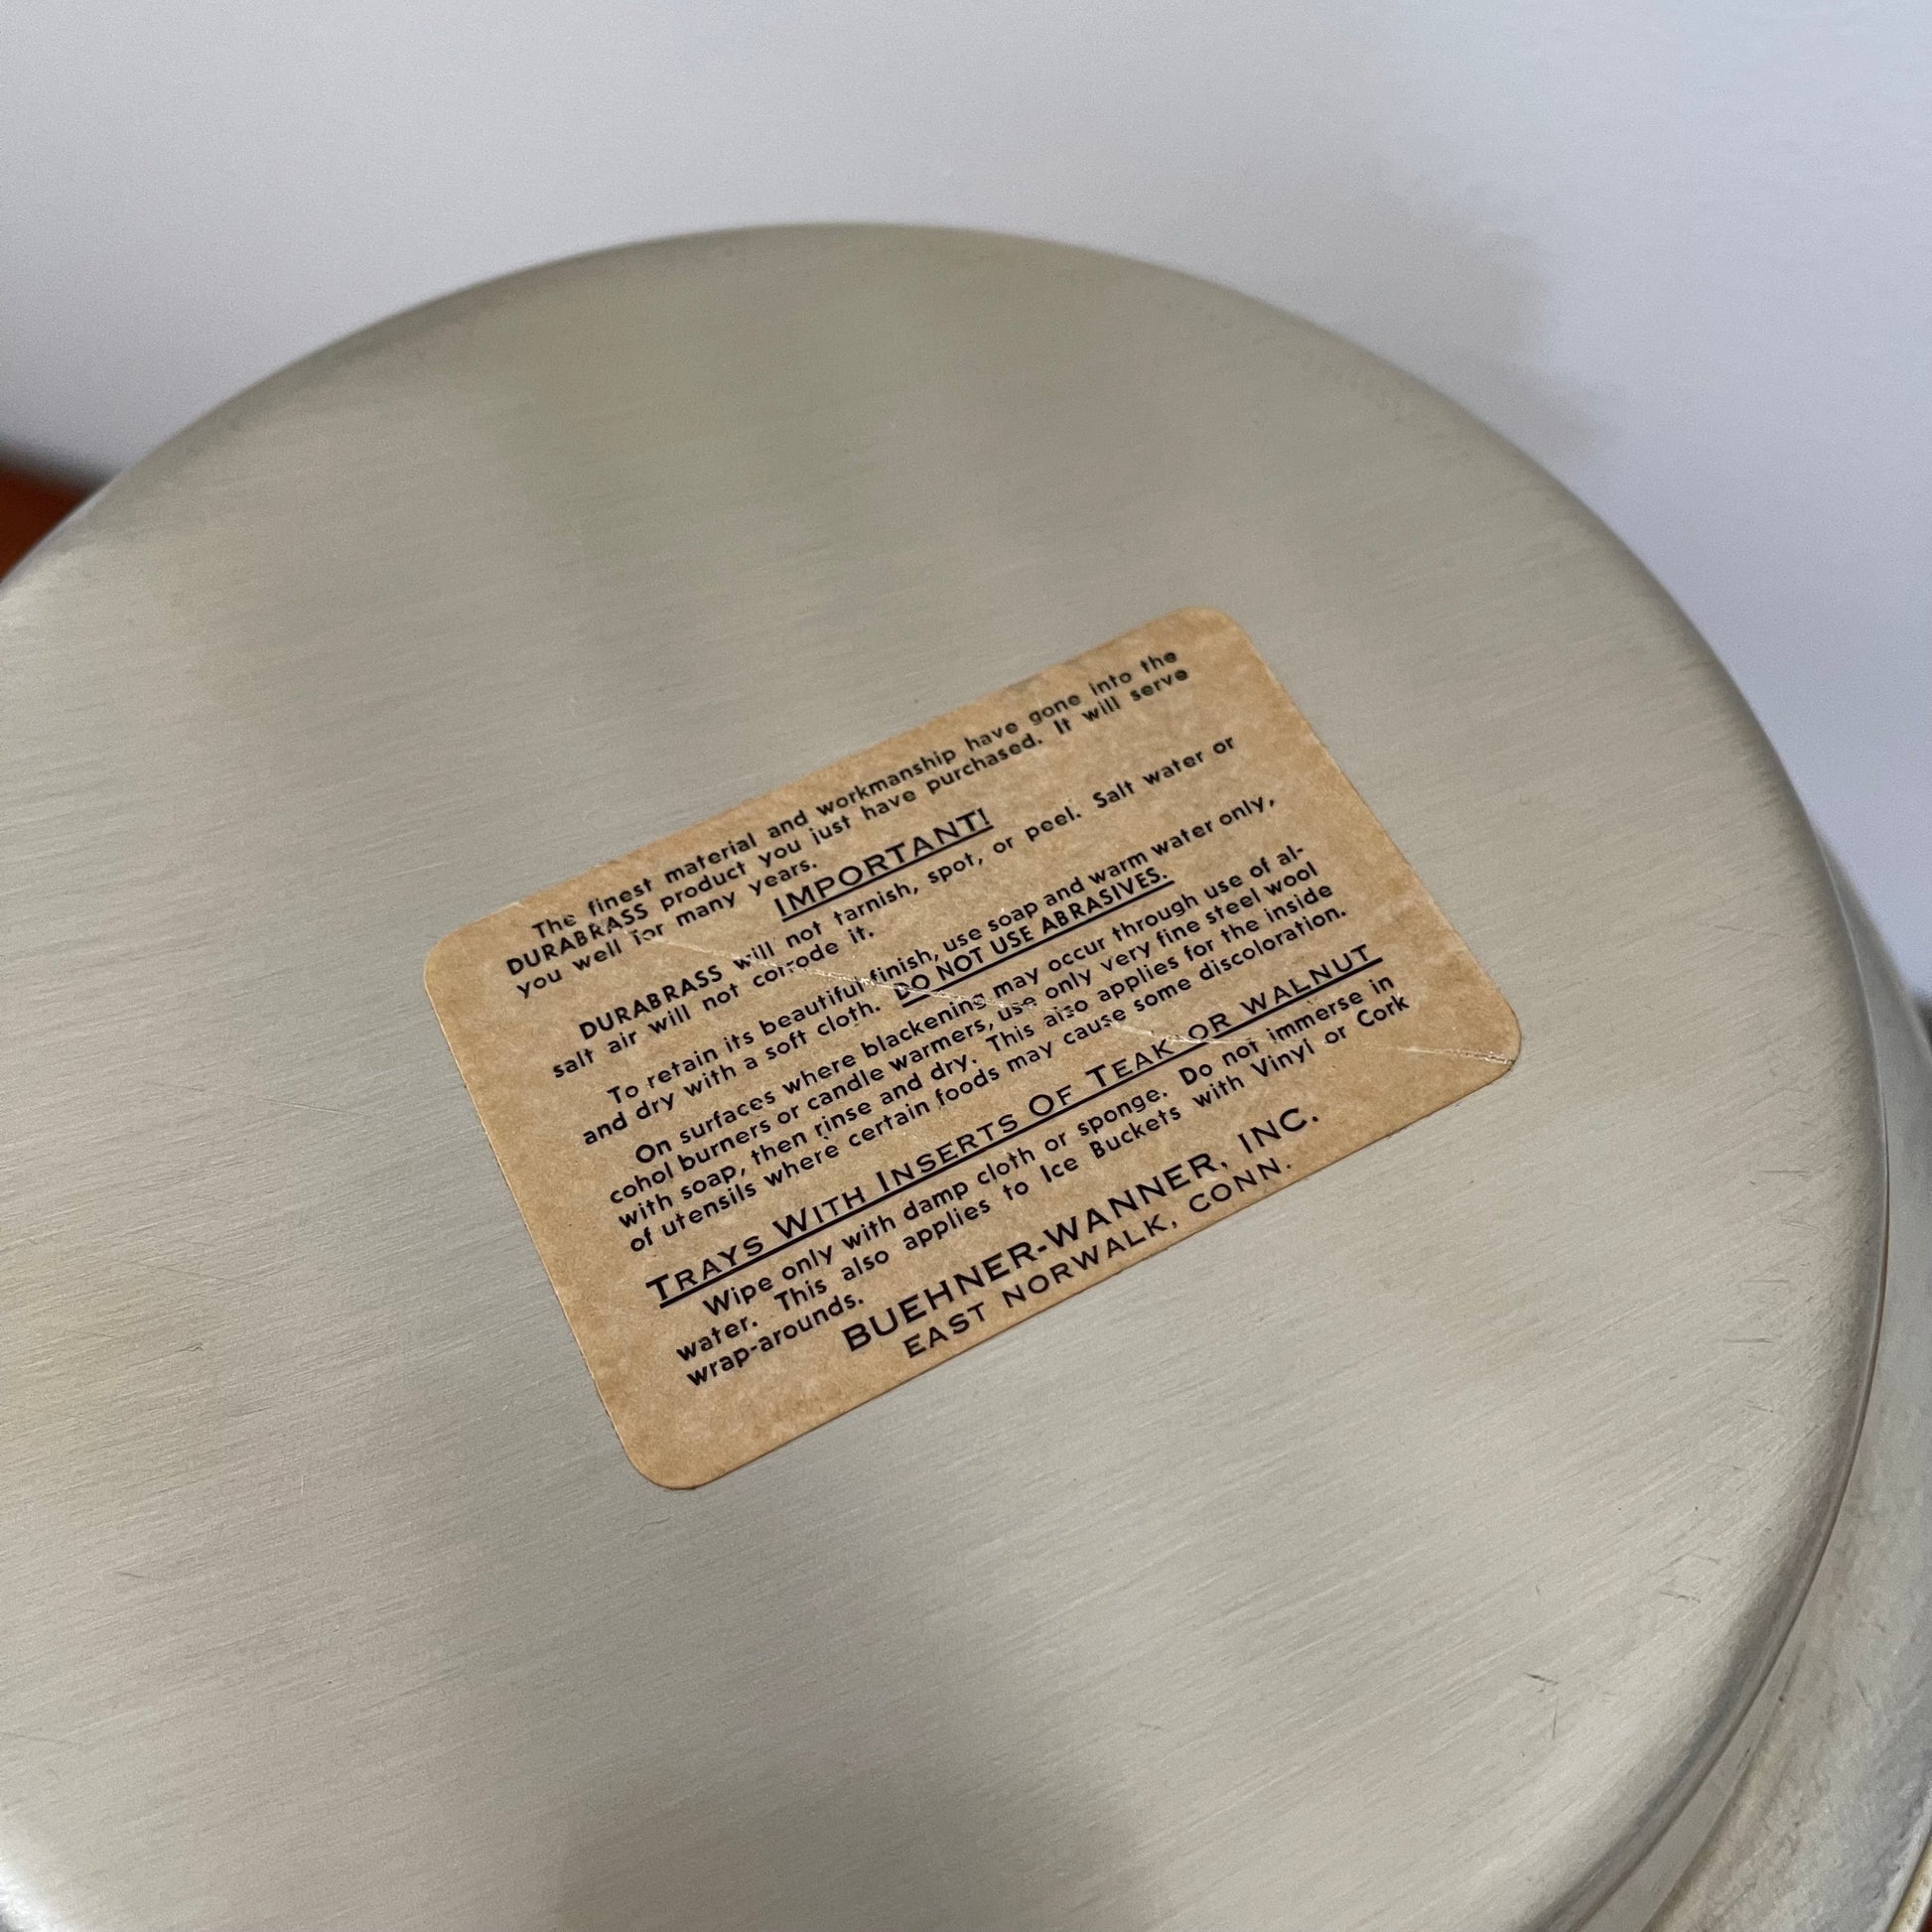 The finest material and workmanship have gone into the
DURABRASS product you just have purchased. It will serve
you well for many years.
IMPORTANT!
DURABRASS will not tarnish, spot, or peel. Salt water or
salt air will not corrode it.
To retain its beautiful finish, use soap and warm water only,
and dry with a soft cloth. DO NOT USE ABRASIVES.
On surfaces where blackening may occur through use of al-
cohol burners or candle warmers, use only very fine steel wool
with soap, then rinse and dry. This also applies for the inside
of utensils where certain foods may cause some discoloration.
TRAYS WITH INSERTS OF TEAK OR WALNUT
Wipe only with damp cloth or sponge. Do not immerse in
water. This also applies to Ice Buckets with Vinyl or Cork
wrap-arounds.
BUEHNER-WANNER, INC.
EAST NORWALK, CONN.